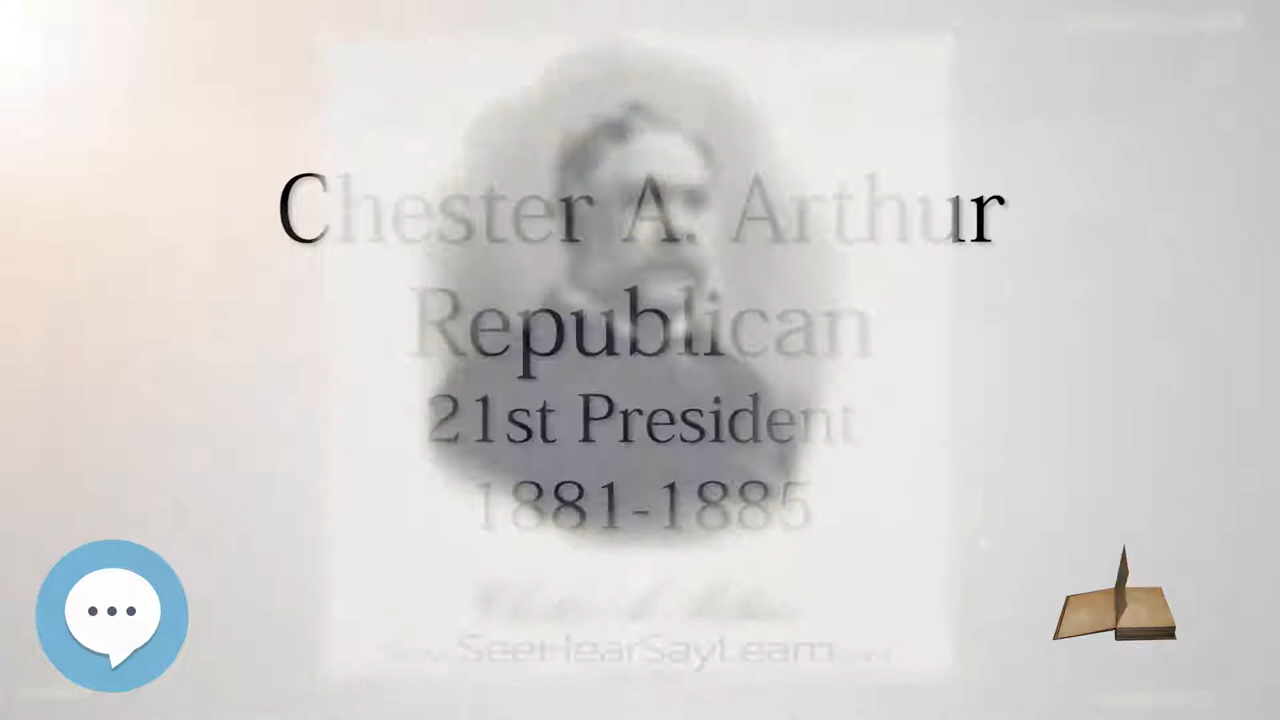 Chester A. Arthur
Republican
21st President
1881-1885
SeeHearSayLearn